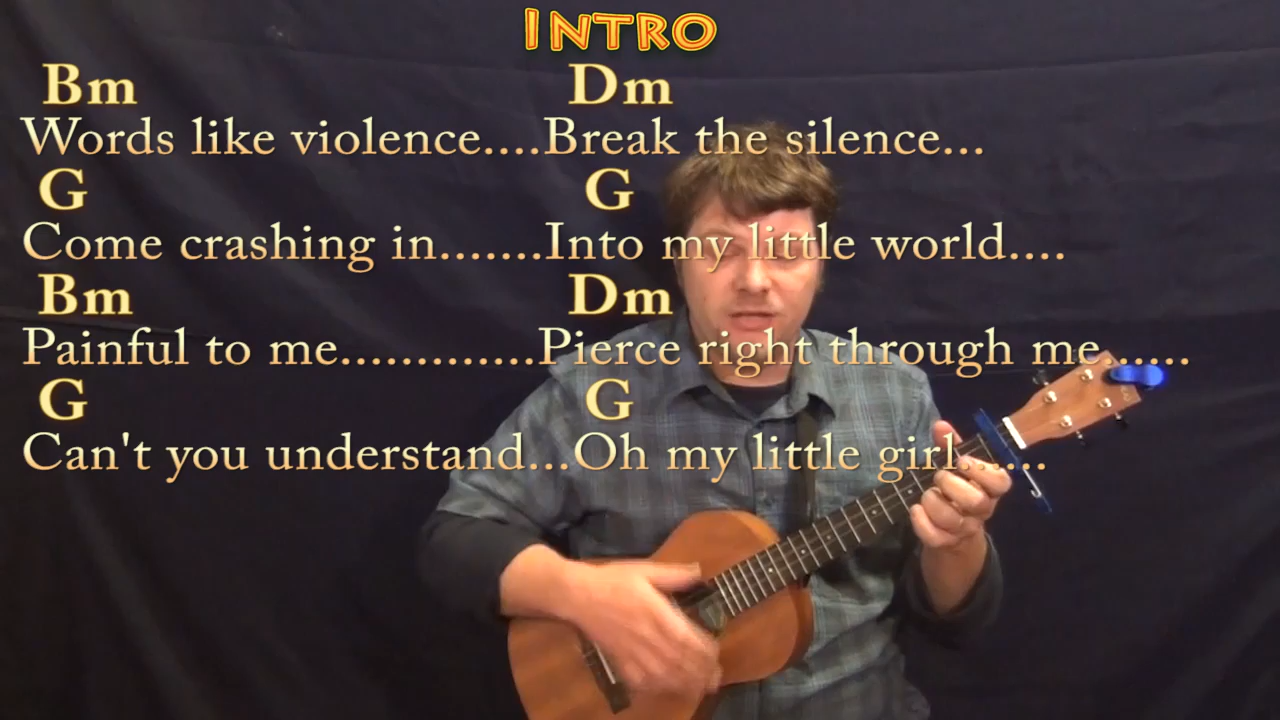 INTRO
Bm Dm
Words like violence....Break the silence...
G G
Come crashing in.......Into my little world....
Bm Dm
Painful to me.............Pierce right through me......
G G
Can't you understand...Oh my little girl......